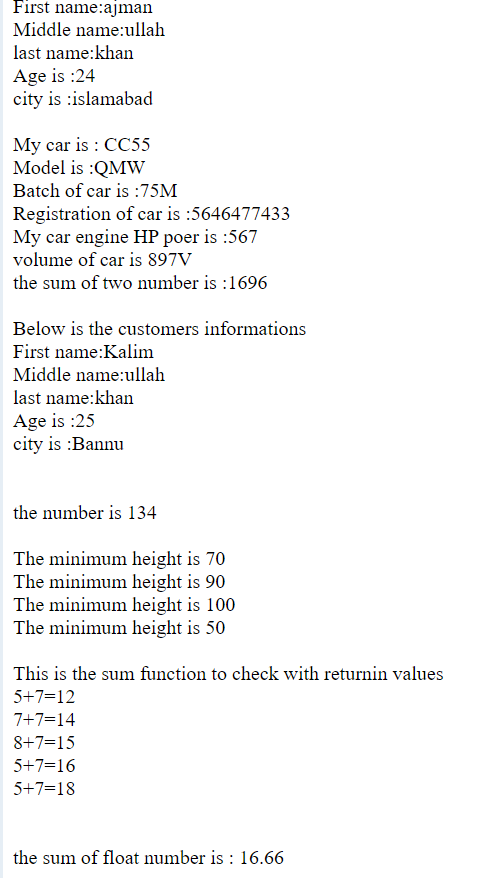 First name:ajman
Middle name:ullah
last name:khan
Age is :24
city is :islamabad
My car is : CC55
Model is :QMW
Batch of car is :75M
Registration of car is :5646477433
My car engine HP poer is :567
volume of car is 897V
the sum of two number is :1696
Below is the customers informations
First name:Kalim
Middle name:ullah
last name:khan
Age is :25
city is :Bannu
the number is 134
The minimum height is 70
The minimum height is 90
The minimum height is 100
The minimum height is 50
This is the sum function to check with returnin values
5+7=12
7+7=14
8+7=15
5+7=16
5+7=18
the sum of float number is : 16.66